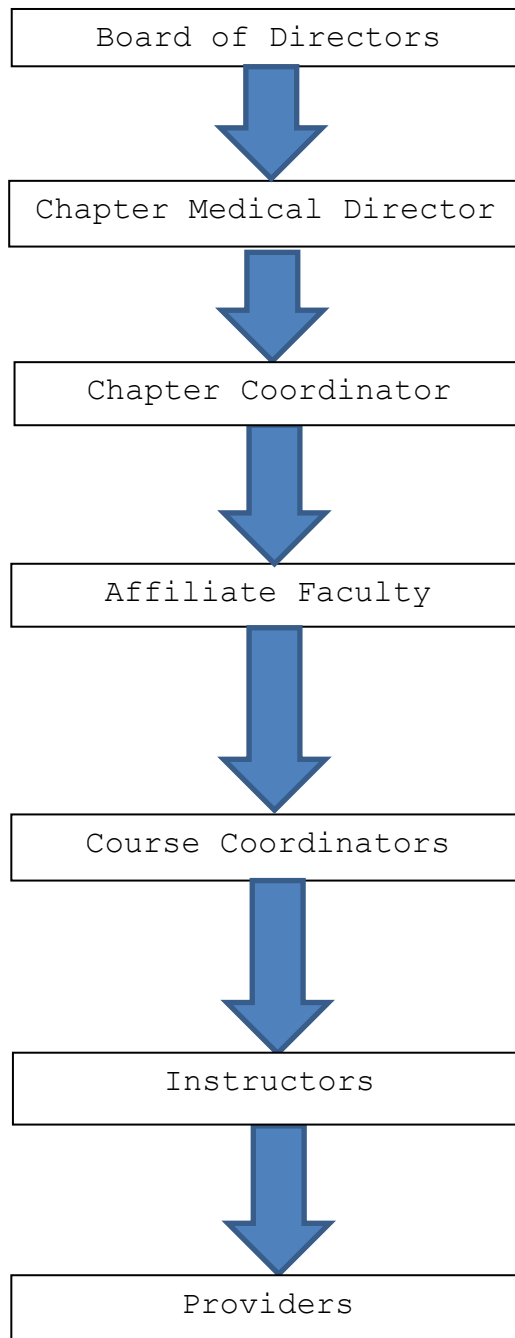 Board of Directors
Chapter Medical Director
Chapter Coordinator
Affiliate Faculty
Course Coordinators
Instructors
Providers